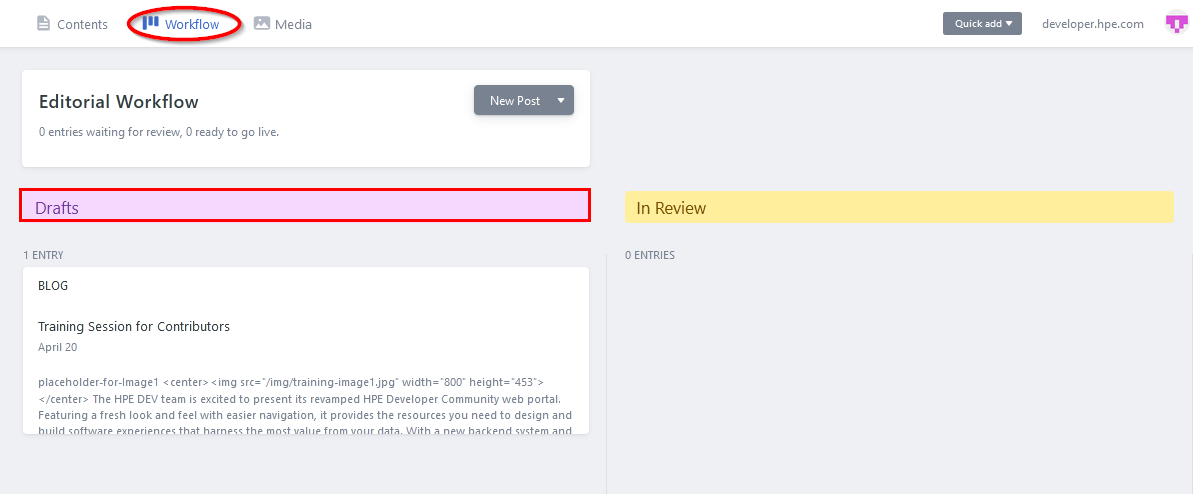 Contents
Workflow
Media
Quick add
developer.hpe.com
Editorial Workflow
New Post
0 entries waiting for review, 0 ready to go live.
Drafts
In Review
1 ENTRY
0 ENTRIES
BLOG
Training Session for Contributors
April 20
placeholder-for-Image1 <center><img src="/img/training-image1.jpg" width="800" height="453">
</center> The HPE DEV team is excited to present its revamped HPE Developer Community web portal.
Featuring a fresh look and feel with easier navigation, it provides the resources you need to design and
build software experiences that harness the most value from your data. With a new backend system and